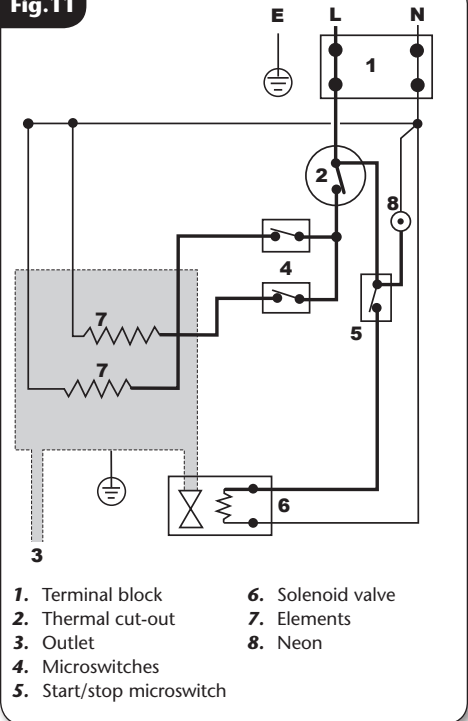 Fig.11
E L N
1
2
8
4
5
7
7
6
3
1. Terminal block
2. Thermal cut-out
3. Outlet
4. Microswitches
5. Start/stop microswitch
6. Solenoid valve
7. Elements
8. Neon